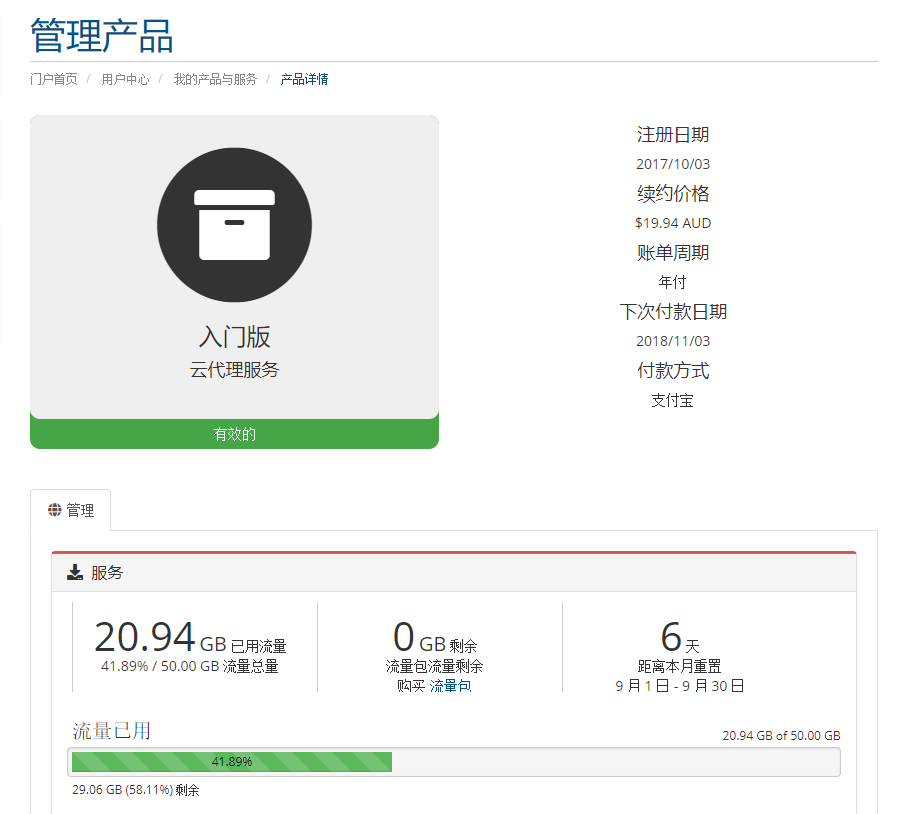 管理产品
门户首页 / 用户中心 / 我的产品与服务 / 产品详情
入门版
云代理服务
有效的
注册日期
2017/10/03
续约价格
$19.94 AUD
账单周期
年付
下次付款日期
2018/11/03
付款方式
支付宝
管理
服务
20.94 GB 已用流量
41.89% / 50.00 GB 流量总量
0 GB 剩余
流量包流量剩余
购买 流量包
6 天
距离本月重置
9 月 1 日 - 9 月 30 日
流量已用
20.94 GB of 50.00 GB
41.89%
29.06 GB (58.11%) 剩余